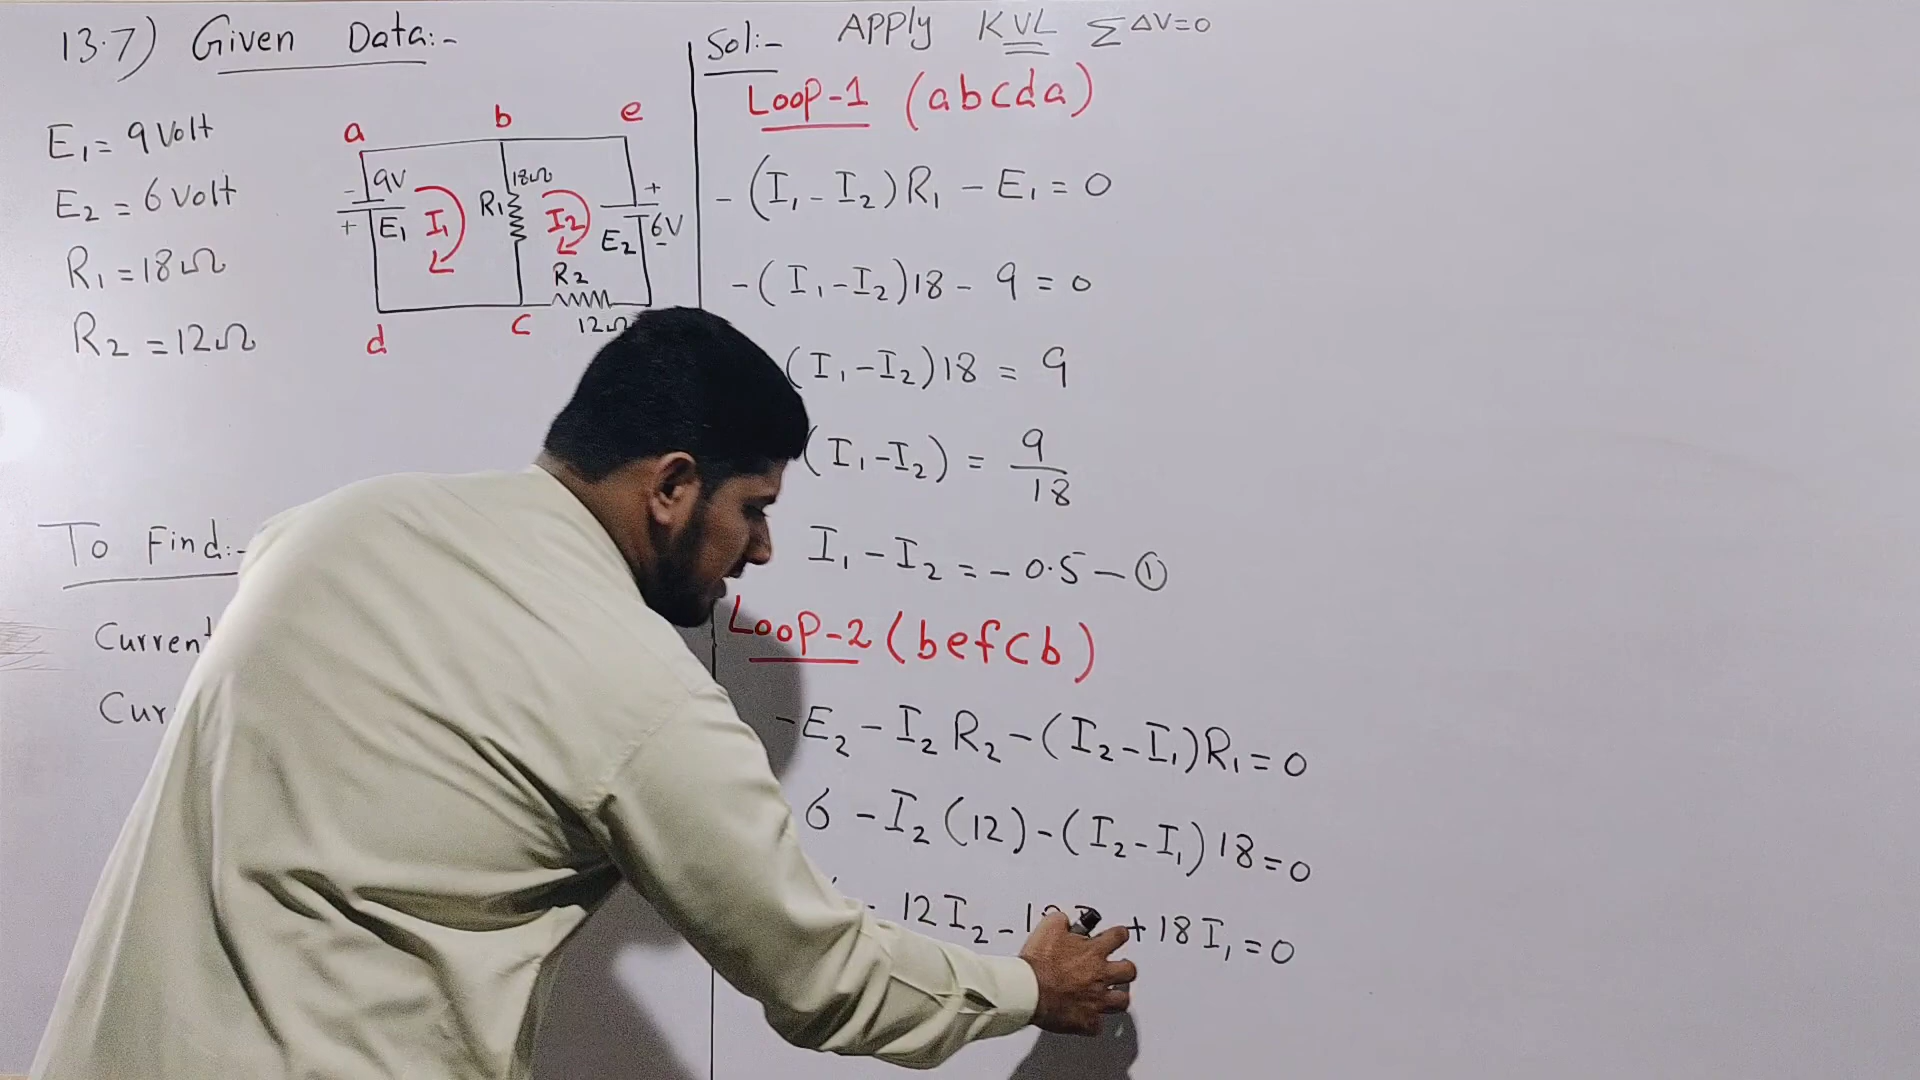 13.7) Given Data:-
E₁ = 9 Volt
E₂ = 6 Volt
R₁ = 18Ω
R₂ = 12Ω
a b e
- 9V
+ E₁
I₁
18Ω
R₁
I₂
+
E₂ 6V
-
R₂
12Ω
d c
To Find:-
Current
Sol:- APPly KVL Σ ΔV=0
Loop-1 (abcda)
-(I₁-I₂)R₁ - E₁ = 0
-(I₁-I₂)18 - 9 = 0
(I₁-I₂)18 = 9
(I₁-I₂) = 9/18
I₁ - I₂ = - 0.5 — ①
Loop-2 (befcb)
-E₂ - I₂ R₂ - (I₂-I₁)R₁ = 0
6 - I₂ (12) - (I₂-I₁) 18 = 0
- 12 I₂ - + 18 I₁ = 0